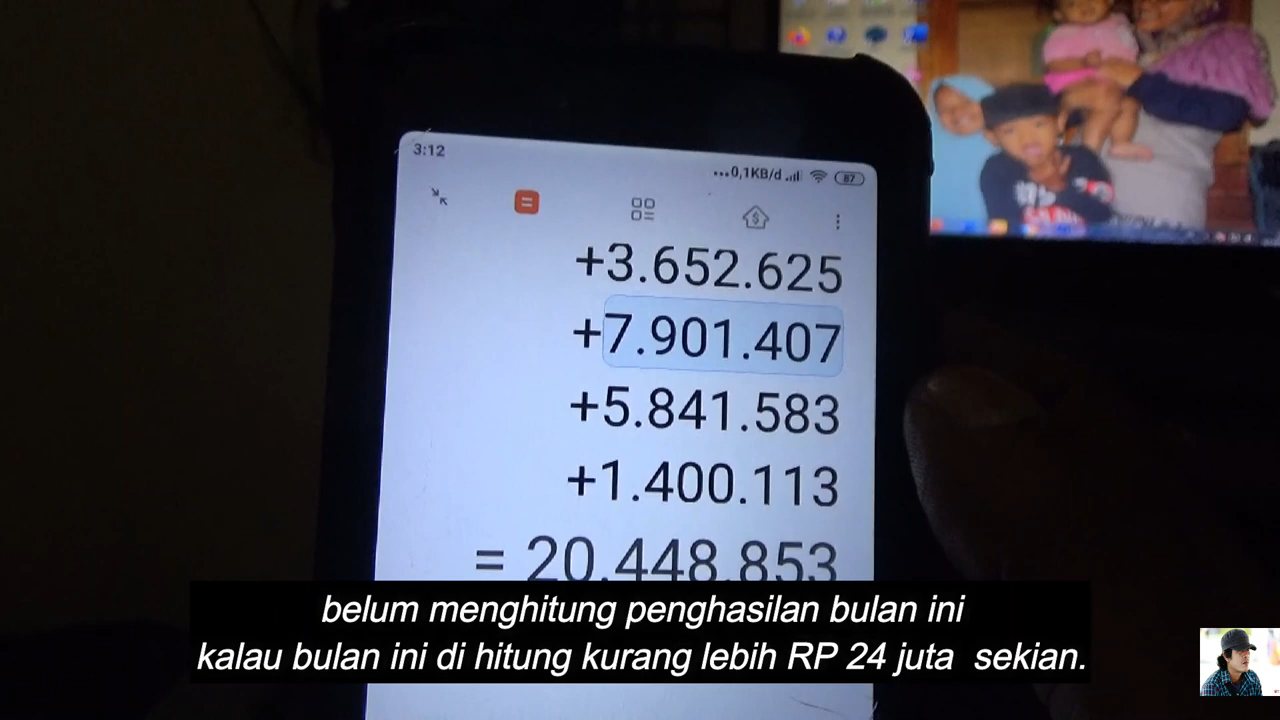 3:12
...0,1KB/d
87
+3.652.625
+7.901.407
+5.841.583
+1.400.113
= 20.448.853
belum menghitung penghasilan bulan ini
kalau bulan ini di hitung kurang lebih RP 24 juta sekian.